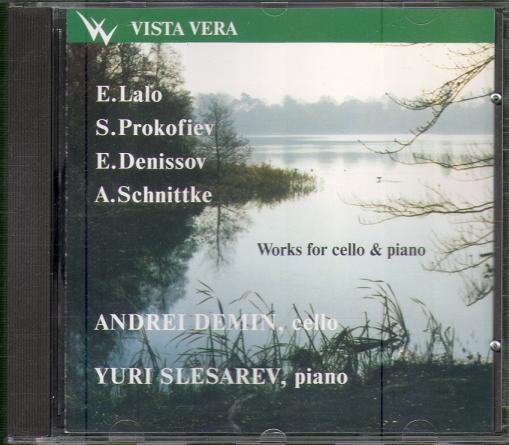 VISTA VERA
E.Lalo
S.Prokofiev
E.Denissov
A.Schnittke
Works for cello & piano
ANDREI DEMIN, cello
YURI SLESAREV, piano